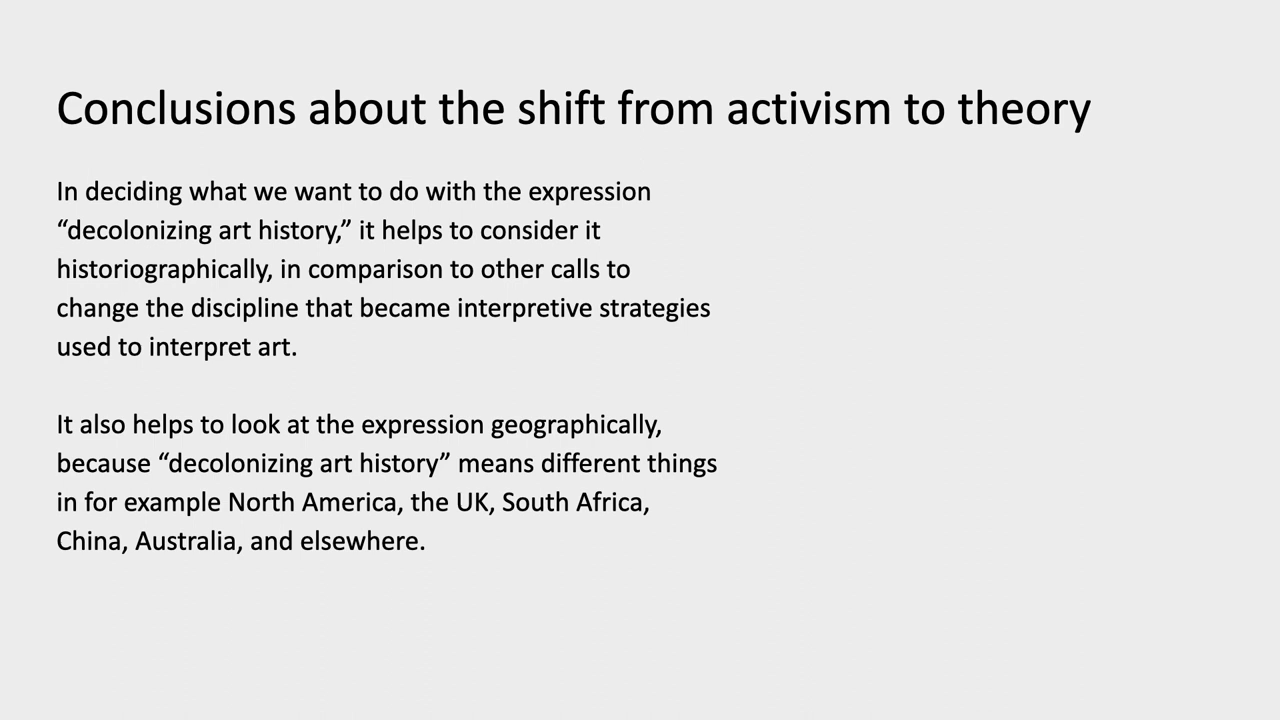 Conclusions about the shift from activism to theory
In deciding what we want to do with the expression
“decolonizing art history,” it helps to consider it
historiographically, in comparison to other calls to
change the discipline that became interpretive strategies
used to interpret art.
It also helps to look at the expression geographically,
because “decolonizing art history” means different things
in for example North America, the UK, South Africa,
China, Australia, and elsewhere.